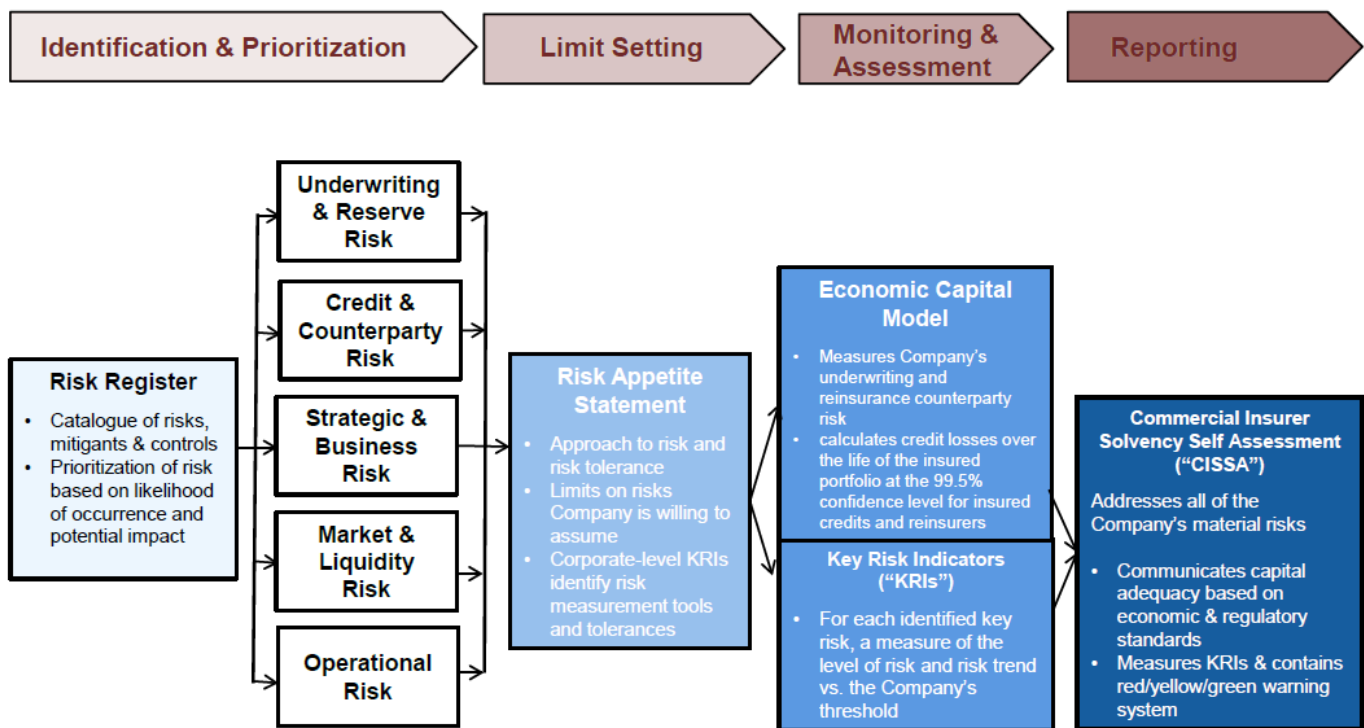 Identification & Prioritization
Limit Setting
Monitoring &
Assessment
Reporting
Risk Register
• Catalogue of risks,
mitigants & controls
• Prioritization of risk
based on likelihood
of occurrence and
potential impact
Underwriting
& Reserve
Risk
Credit &
Counterparty
Risk
Strategic &
Business
Risk
Market &
Liquidity
Risk
Operational
Risk
Risk Appetite
Statement
• Approach to risk and
risk tolerance
• Limits on risks
Company is willing to
assume
• Corporate-level KRIs
identify risk
measurement tools
and tolerances
Economic Capital
Model
• Measures Company's
underwriting and
reinsurance counterparty
risk
• calculates credit losses over
the life of the insured
portfolio at the 99.5%
confidence level for insured
credits and reinsurers
Key Risk Indicators
("KRIs")
• For each identified key
risk, a measure of the
level of risk and risk trend
vs. the Company's
threshold
Commercial Insurer
Solvency Self Assessment
("CISSA")
Addresses all of the
Company's material risks
• Communicates capital
adequacy based on
economic & regulatory
standards
• Measures KRIs & contains
red/yellow/green warning
system